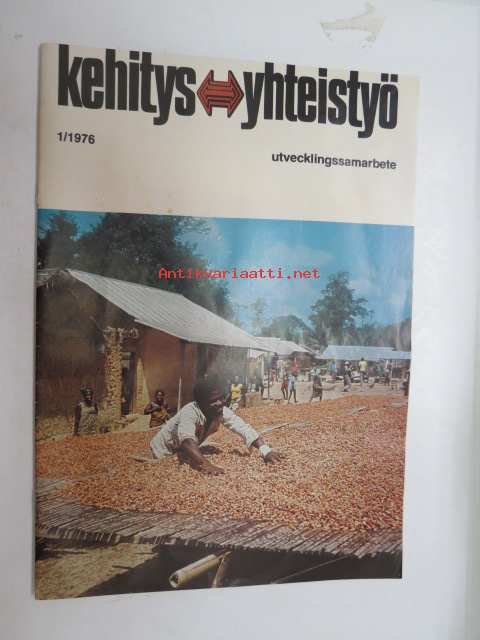 kehitys yhteistyö
1/1976
utvecklingssamarbete
Antikvariaatti.net